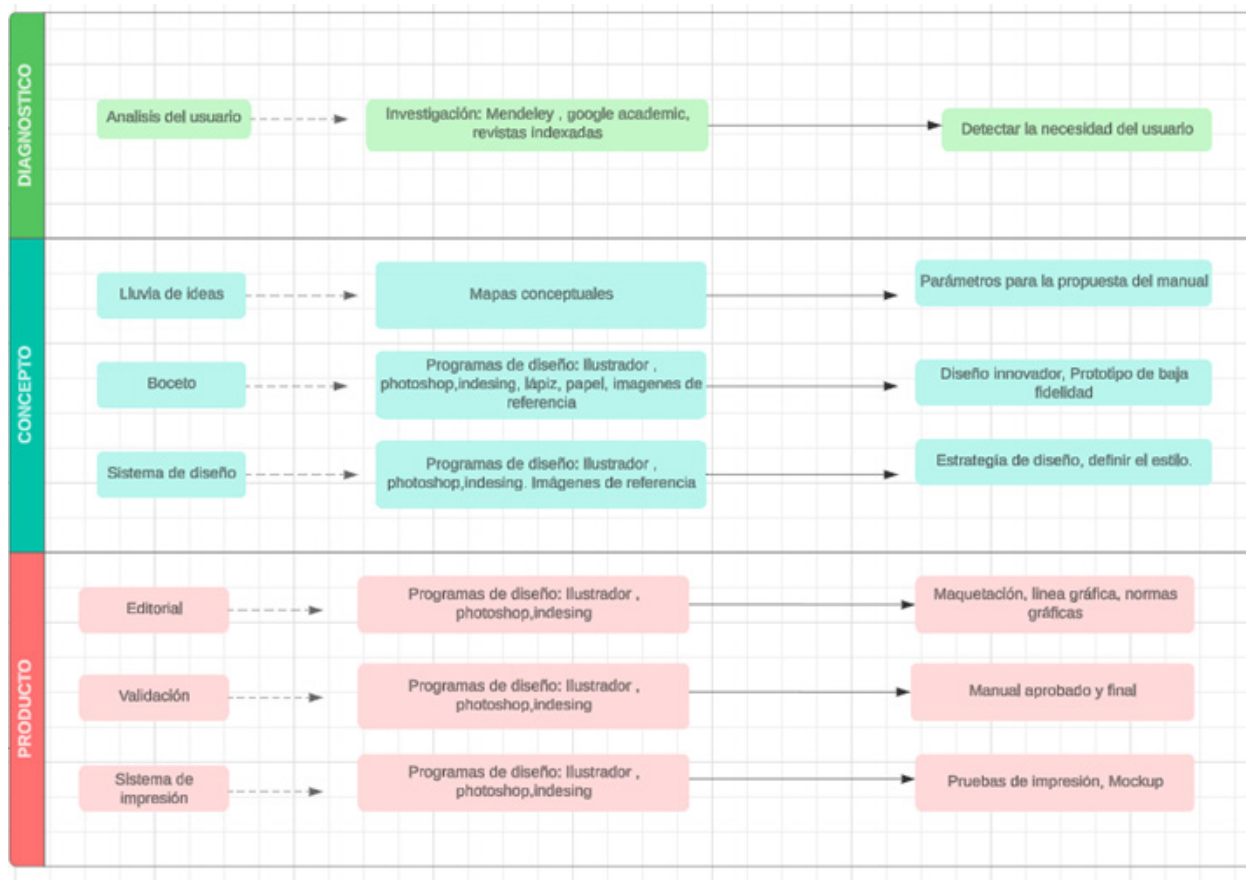 DIAGNOSTICO
Analisis del usuario
Investigación: Mendeley , google academic,
revistas indexadas
Detectar la necesidad del usuario
CONCEPTO
Lluvia de ideas
Mapas conceptuales
Parámetros para la propuesta del manual
Boceto
Programas de diseño: Ilustrador ,
photoshop,indesing, lápiz, papel, imagenes de
referencia
Diseño innovador, Prototipo de baja
fidelidad
Sistema de diseño
Programas de diseño: Ilustrador ,
photoshop,indesing. Imágenes de referencia
Estrategia de diseño, definir el estilo.
PRODUCTO
Editorial
Programas de diseño: Ilustrador ,
photoshop,indesing
Maquetación, linea gráfica, normas
gráficas
Validación
Programas de diseño: Ilustrador ,
photoshop,indesing
Manual aprobado y final
Sistema de
impresión
Programas de diseño: Ilustrador ,
photoshop,indesing
Pruebas de impresión, Mockup